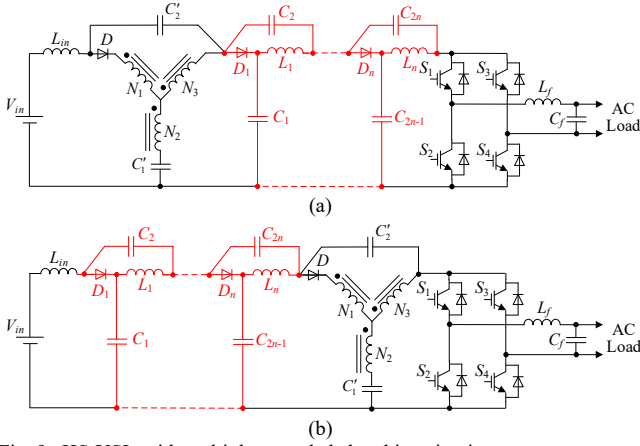 C′2 C2 C2n
Lin D D1 L1 Dn Ln S1 S3
N1 N3 Lf
Vin N2 C1 C2n-1 Cf AC
Load
C′1 S2 S4
(a)
C2 C2n C′2
Lin D1 L1 Dn Ln D S1 S3
N1 N3 Lf
Vin C1 C2n-1 N2 Cf AC
Load
C′1 S2 S4
(b)